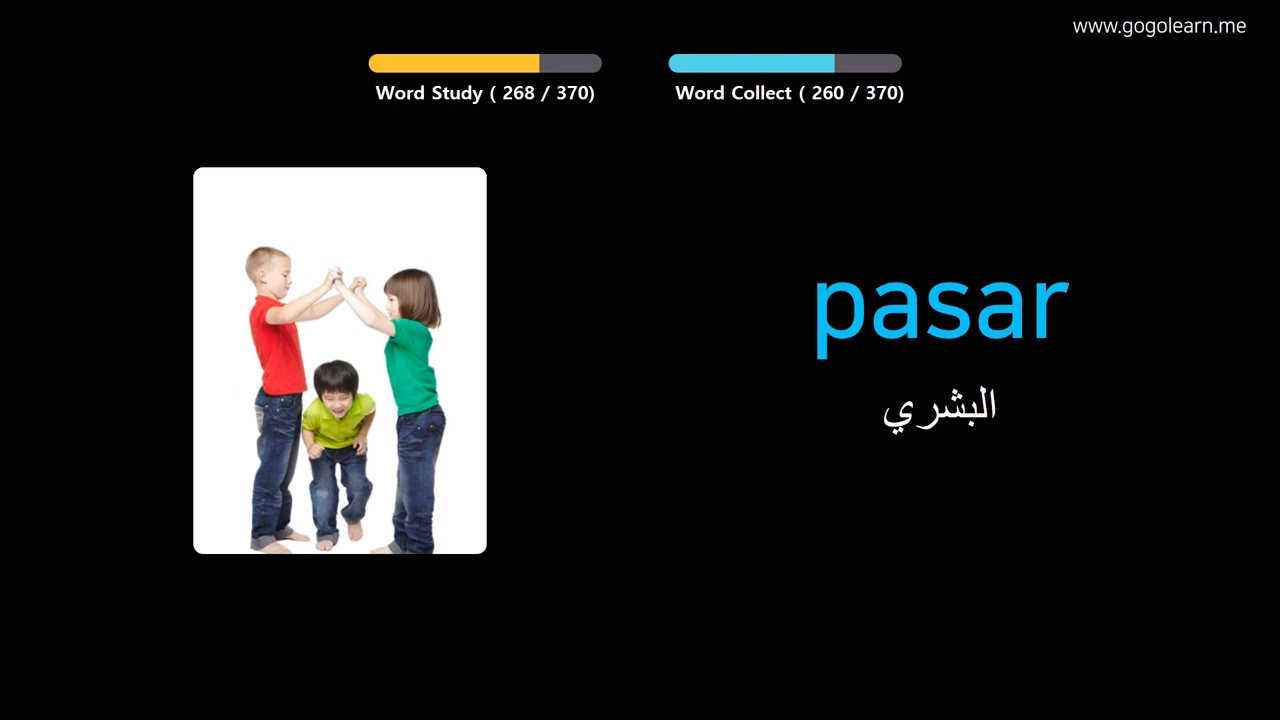 www.gogolearn.me
Word Study ( 268 / 370)
Word Collect ( 260 / 370)
pasar
البشري